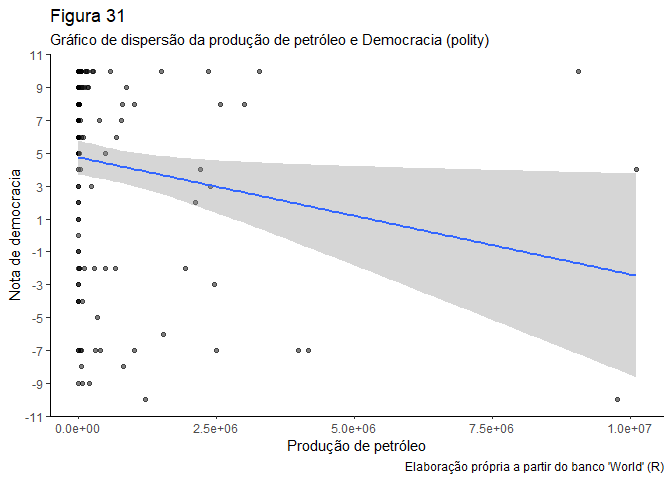 Figura 31
Gráfico de dispersão da produção de petróleo e Democracia (polity)
11
9
7
5
3
1
-1
-3
-5
-7
-9
-11
Nota de democracia
0.0e+00 2.5e+06 5.0e+06 7.5e+06 1.0e+07
Produção de petróleo
Elaboração própria a partir do banco 'World' (R)